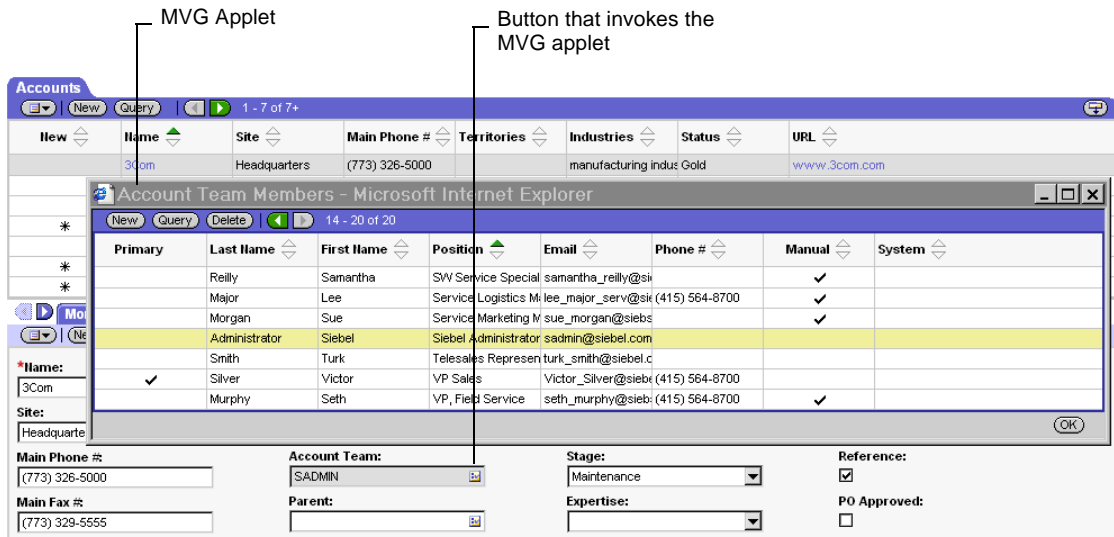 MVG Applet
Button that invokes the
MVG applet
Accounts
New Query 1 - 7 of 7+
New Name Site Main Phone # Territories Industries Status URL
3Com Headquarters (773) 326-5000 manufacturing indus Gold www.3com.com
Account Team Members - Microsoft Internet Explorer
New Query Delete 14 - 20 of 20
Primary Last Name First Name Position Email Phone # Manual System
Reilly Samantha SW Service Special samantha_reilly@si
Major Lee Service Logistics M lee_major_serv@sie (415) 564-8700
Morgan Sue Service Marketing M sue_morgan@siebs
Administrator Siebel Siebel Administrator sadmin@siebel.com
Smith Turk Telesales Represen turk_smith@siebel.c
Silver Victor VP Sales Victor_Silver@siebe (415) 564-8700
Murphy Seth VP, Field Service seth_murphy@sieb (415) 564-8700
OK
Mo
Ne
*Name:
3Com
Site:
Headquarte
Main Phone #: Account Team: Stage: Reference:
(773) 326-5000 SADMIN Maintenance
Main Fax #: Parent: Expertise: PO Approved:
(773) 329-5555